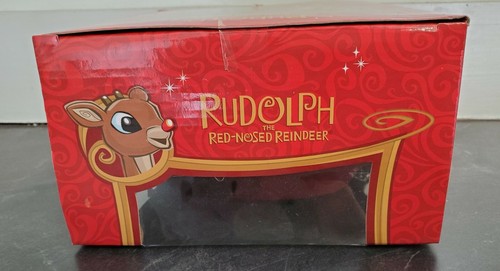 RUDOLPH
THE
RED-NOSED REINDEER